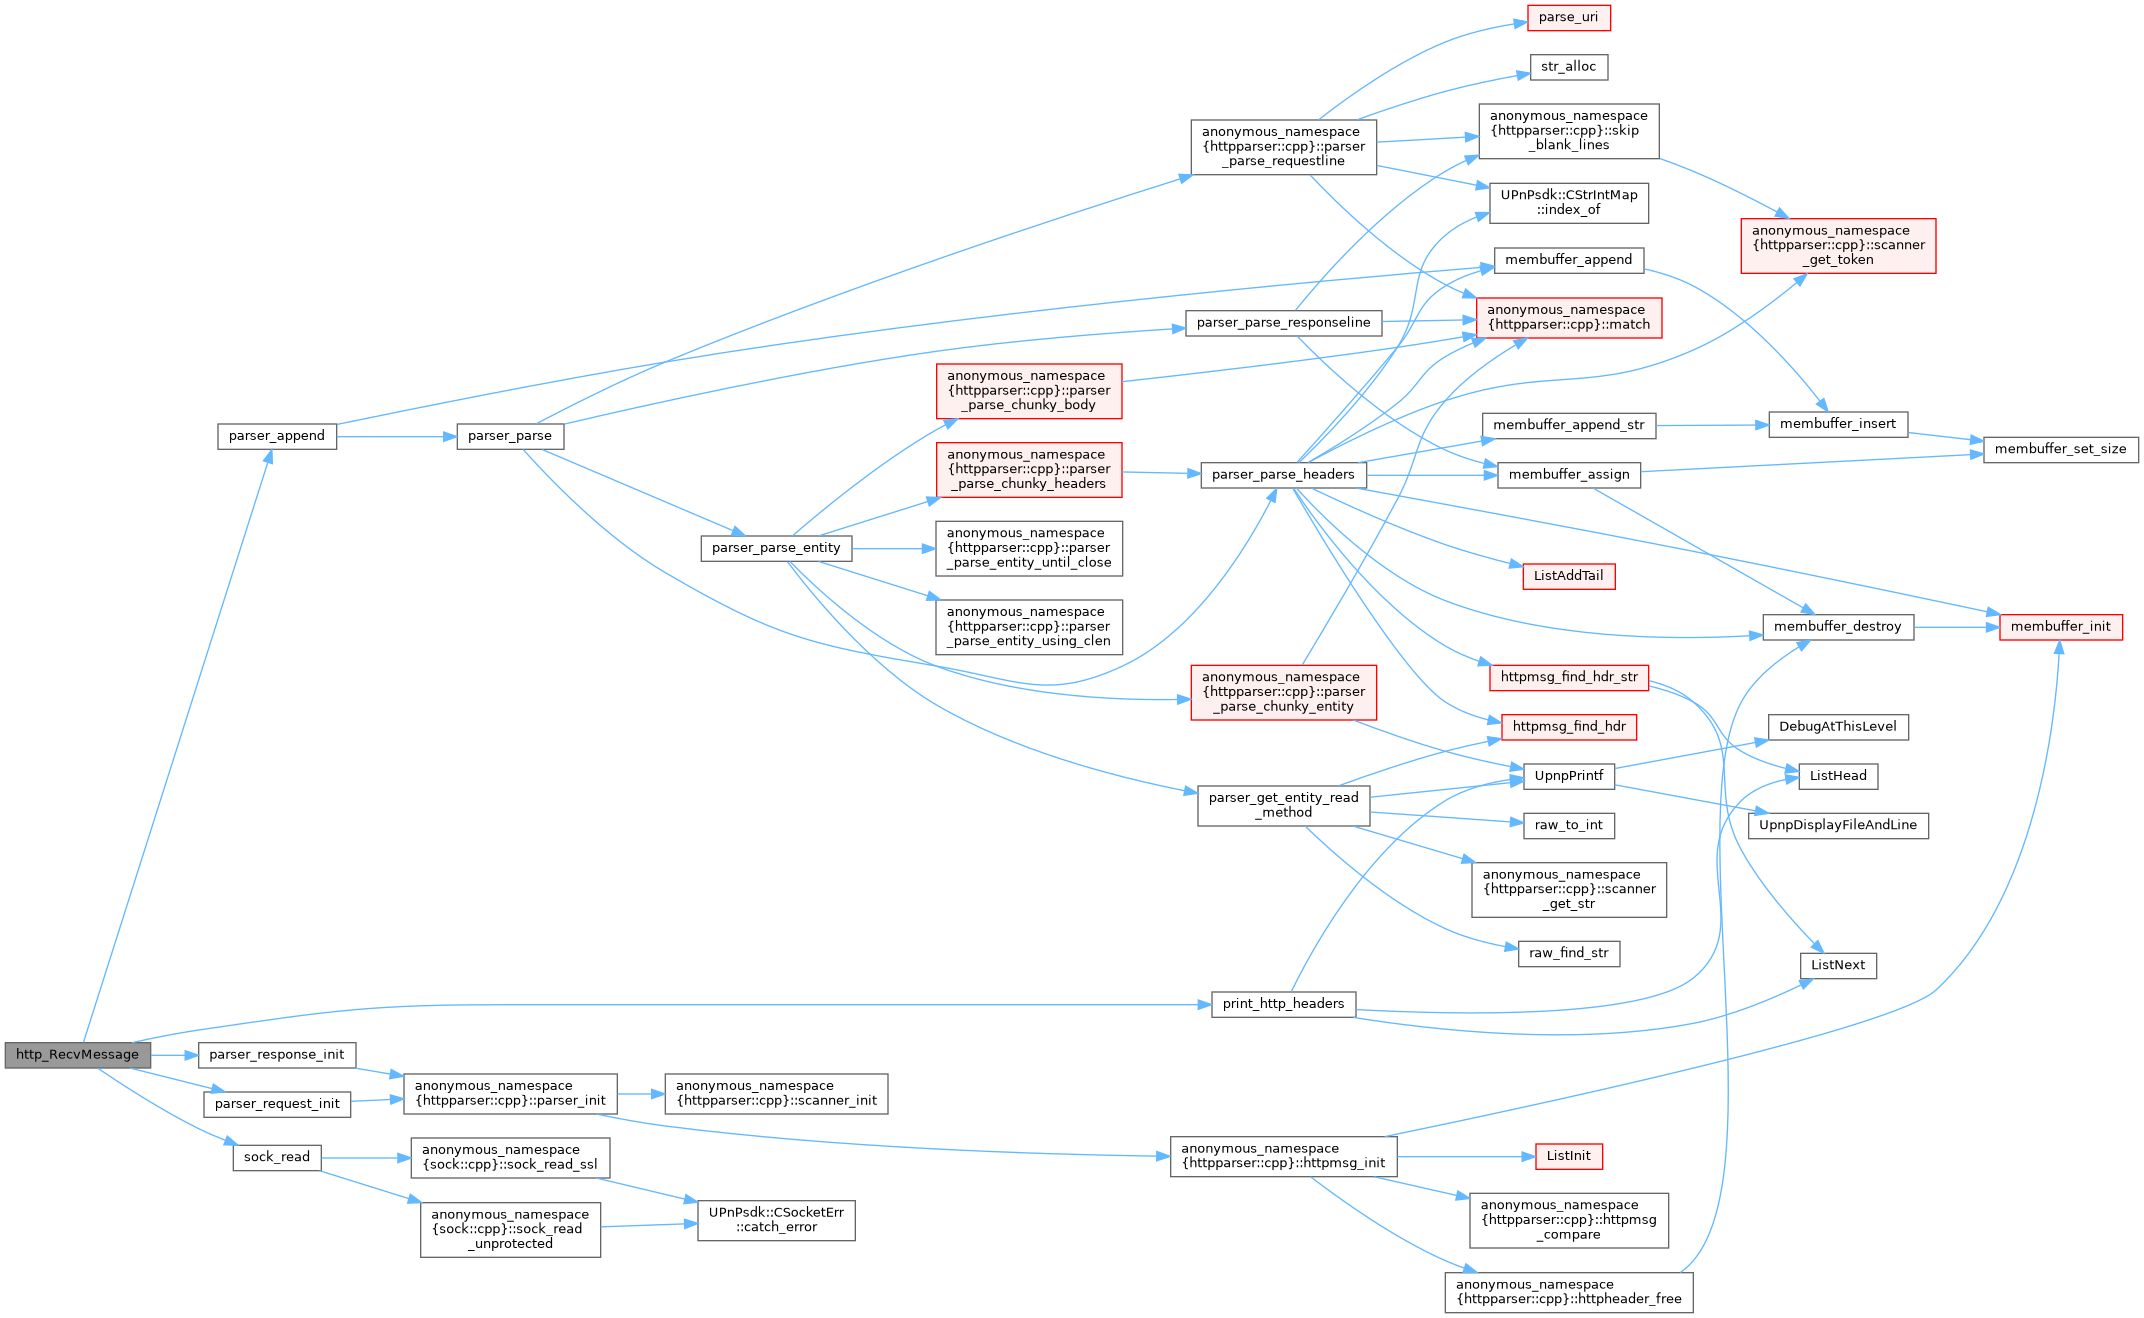 http_RecvMessage
parser_append
parser_parse
parser_parse_entity
anonymous_namespace
{httpparser::cpp}::parser
_parse_chunky_body
anonymous_namespace
{httpparser::cpp}::parser
_parse_chunky_headers
anonymous_namespace
{httpparser::cpp}::parser
_parse_entity_until_close
anonymous_namespace
{httpparser::cpp}::parser
_parse_entity_using_clen
anonymous_namespace
{httpparser::cpp}::parser
_parse_requestline
parser_parse_responseline
parser_parse_headers
anonymous_namespace
{httpparser::cpp}::parser
_parse_chunky_entity
parser_get_entity_read
_method
print_http_headers
parse_uri
str_alloc
anonymous_namespace
{httpparser::cpp}::skip
_blank_lines
UPnPsdk::CStrIntMap
::index_of
membuffer_append
anonymous_namespace
{httpparser::cpp}::match
membuffer_append_str
membuffer_assign
ListAddTail
httpmsg_find_hdr_str
httpmsg_find_hdr
UpnpPrintf
raw_to_int
anonymous_namespace
{httpparser::cpp}::scanner
_get_str
raw_find_str
anonymous_namespace
{httpparser::cpp}::scanner
_get_token
membuffer_insert
membuffer_set_size
membuffer_destroy
membuffer_init
DebugAtThisLevel
ListHead
UpnpDisplayFileAndLine
ListNext
parser_response_init
parser_request_init
anonymous_namespace
{httpparser::cpp}::parser_init
anonymous_namespace
{httpparser::cpp}::scanner_init
sock_read
anonymous_namespace
{sock::cpp}::sock_read_ssl
anonymous_namespace
{sock::cpp}::sock_read
_unprotected
UPnPsdk::CSocketErr
::catch_error
anonymous_namespace
{httpparser::cpp}::httpmsg_init
ListInit
anonymous_namespace
{httpparser::cpp}::httpmsg
_compare
anonymous_namespace
{httpparser::cpp}::httpheader_free